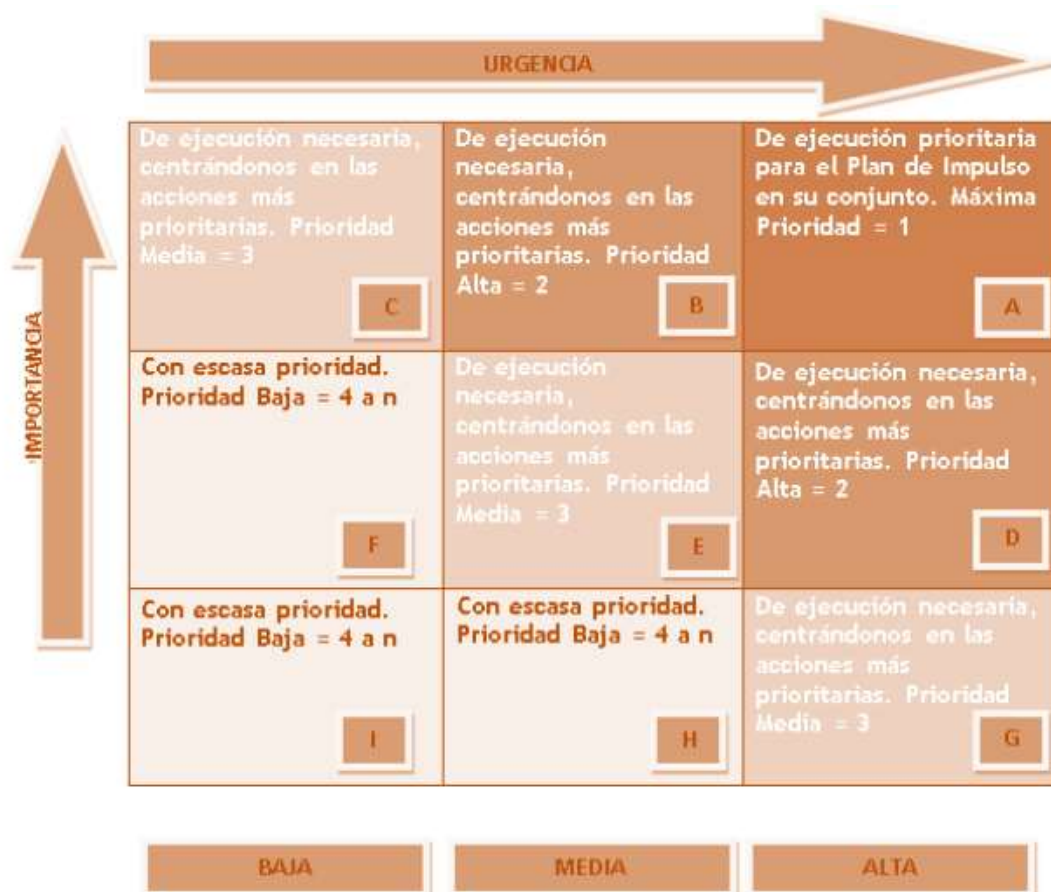 URGENCIA
IMPORTANCIA
De ejecución necesaria,
centrándonos en las
acciones más
prioritarias. Prioridad
Media = 3
C
De ejecución
necesaria,
centrándonos en las
acciones más
prioritarias. Prioridad
Alta = 2
B
De ejecución prioritaria
para el Plan de Impulso
en su conjunto. Máxima
Prioridad = 1
A
Con escasa prioridad.
Prioridad Baja = 4 a n
F
De ejecución
necesaria,
centrándonos en las
acciones más
prioritarias. Prioridad
Media = 3
E
De ejecución necesaria,
centrándonos en las
acciones más
prioritarias. Prioridad
Alta = 2
D
Con escasa prioridad.
Prioridad Baja = 4 a n
I
Con escasa prioridad.
Prioridad Baja = 4 a n
H
De ejecución necesaria,
centrándonos en las
acciones más
prioritarias. Prioridad
Media = 3
G
BAJA
MEDIA
ALTA